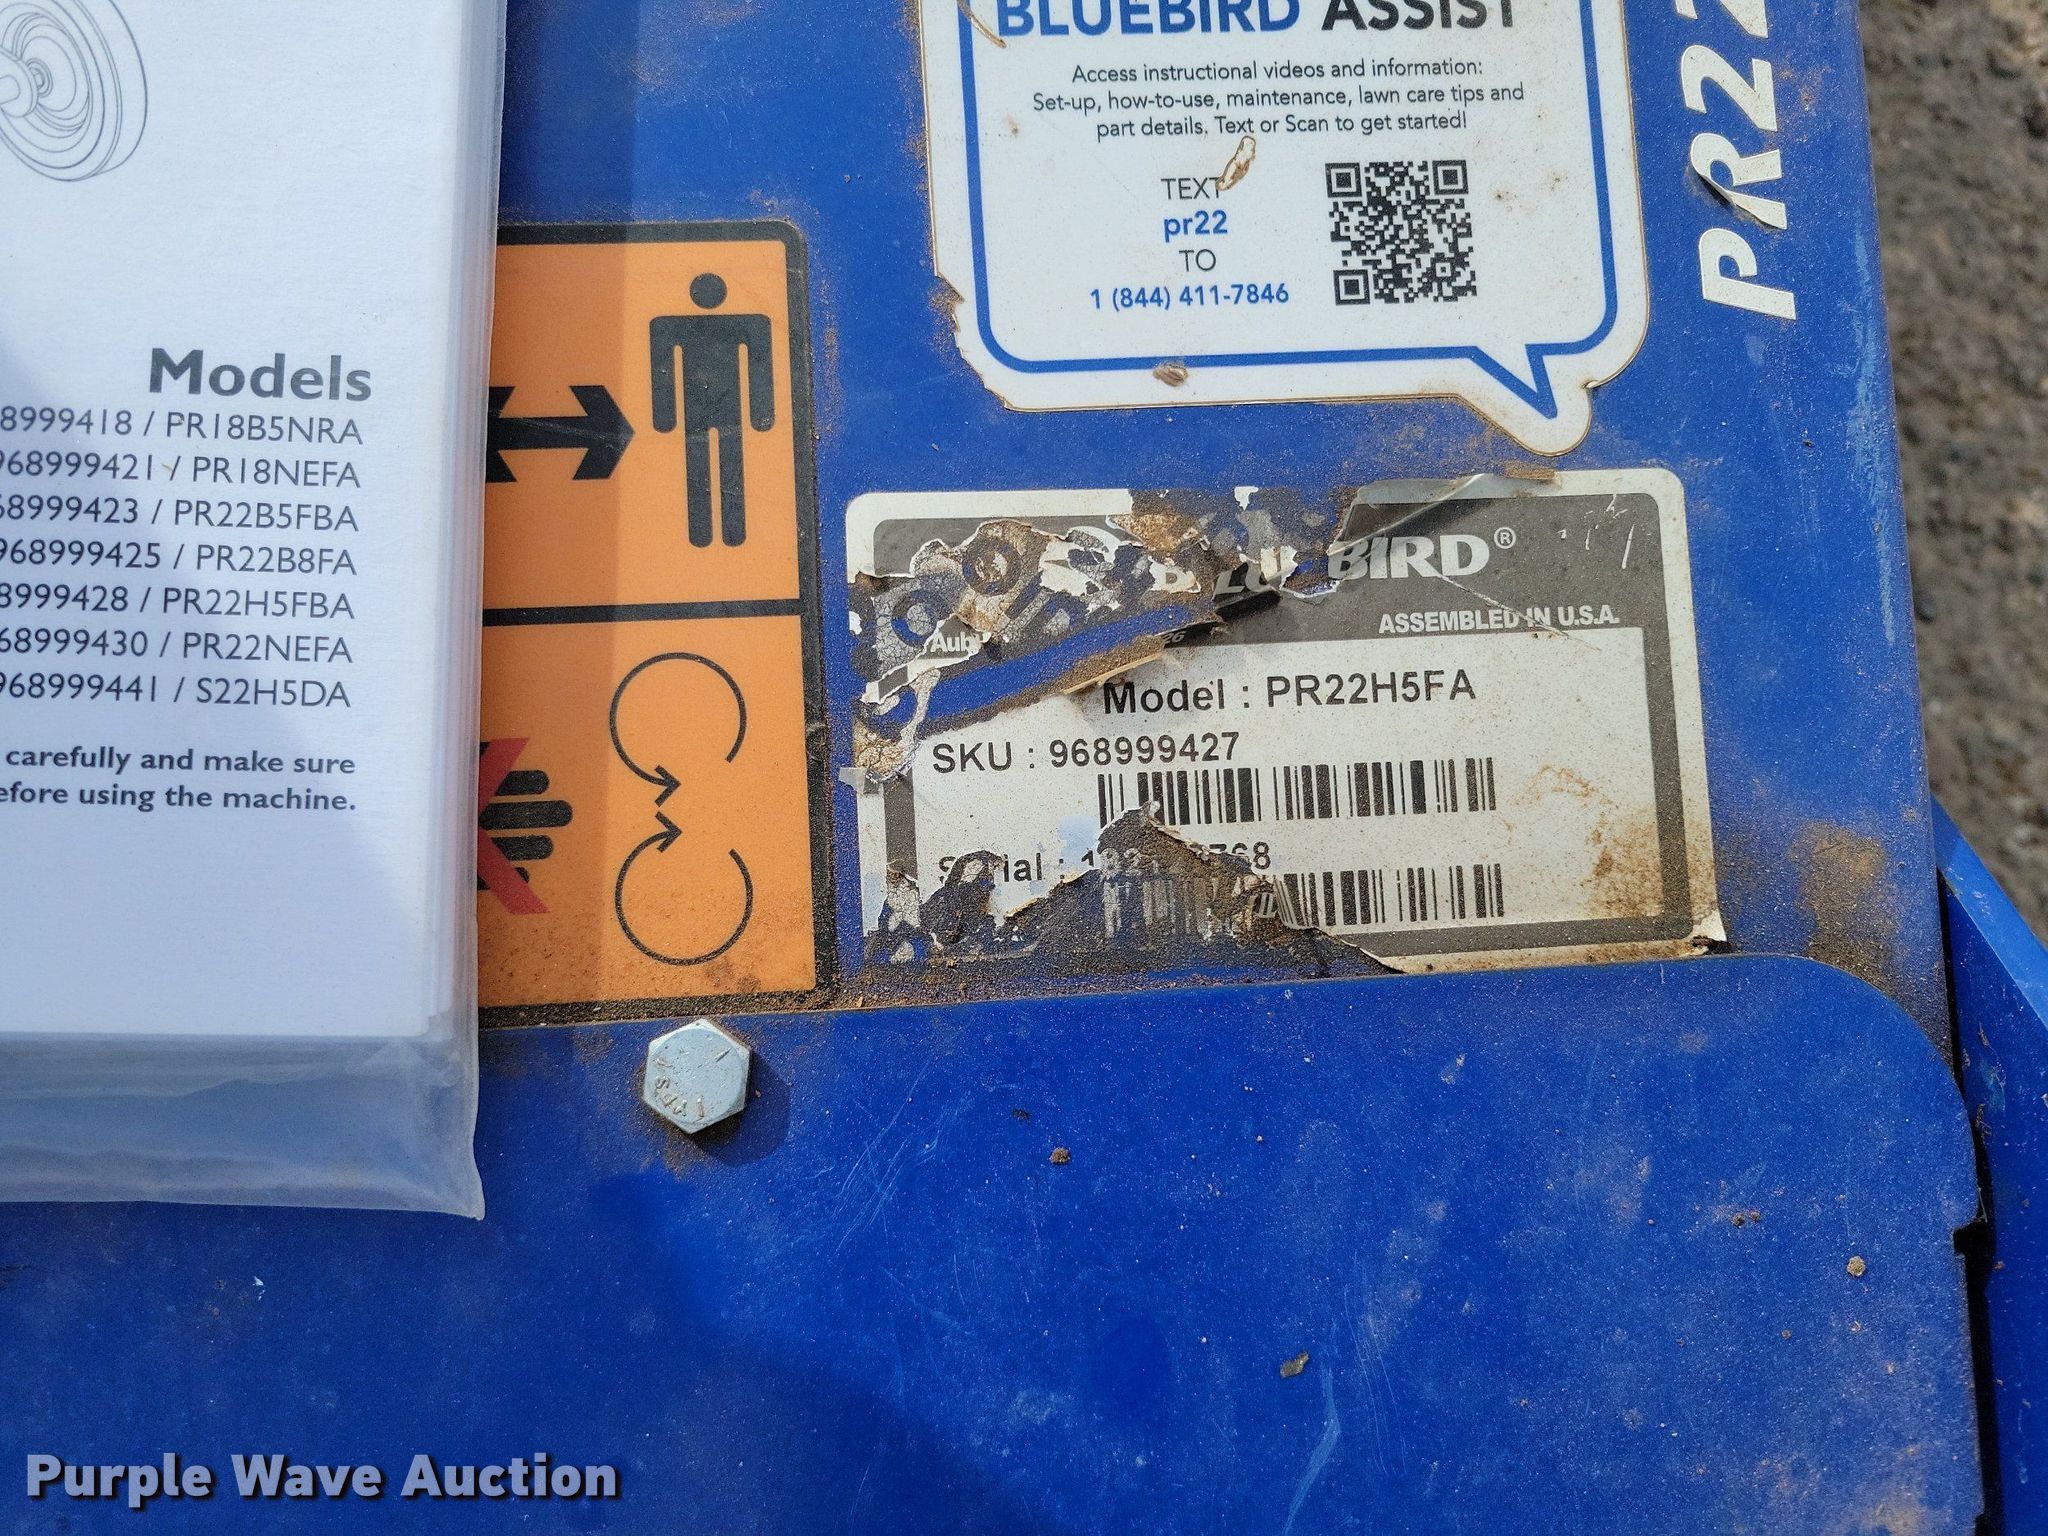 Models
8999418 / PR18B5NRA
968999421 / PR18NEFA
68999423 / PR22B5FBA
968999425 / PR22B8FA
8999428 / PR22H5FBA
68999430 / PR22NEFA
968999441 / S22H5DA
carefully and make sure
efore using the machine.
BLUEBIRD ASSIST
Access instructional videos and information:
Set-up, how-to-use, maintenance, lawn care tips and
part details. Text or Scan to get started!
TEXT
pr22
TO
1 (844) 411-7846
PR22
BLUEBIRD®
ASSEMBLED IN U.S.A.
Model : PR22H5FA
SKU : 968999427
Serial :
Purple Wave Auction